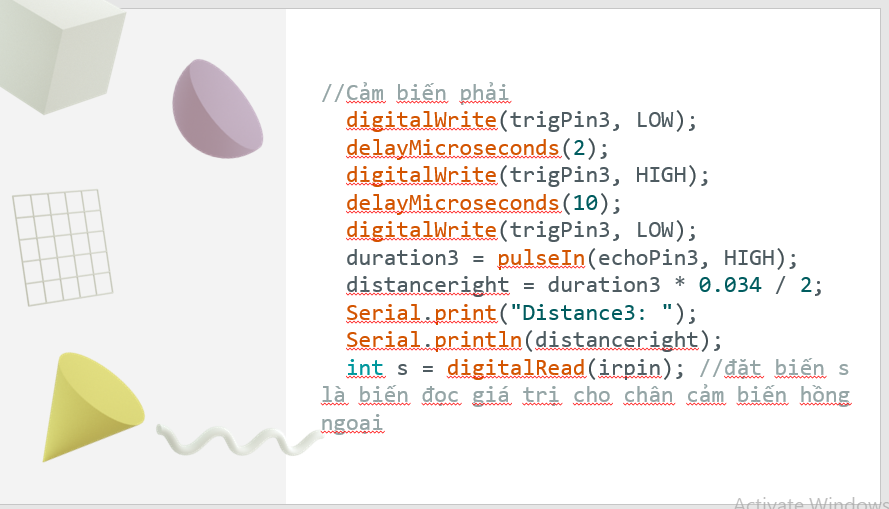 //Cảm biến phải
digitalWrite(trigPin3, LOW);
delayMicroseconds(2);
digitalWrite(trigPin3, HIGH);
delayMicroseconds(10);
digitalWrite(trigPin3, LOW);
duration3 = pulseIn(echoPin3, HIGH);
distanceright = duration3 * 0.034 / 2;
Serial.print("Distance3: ");
Serial.println(distanceright);
int s = digitalRead(irpin); //đăt biến s
là biến đọc giá trị cho chân cảm biến hồng
ngoại
Activate Windows